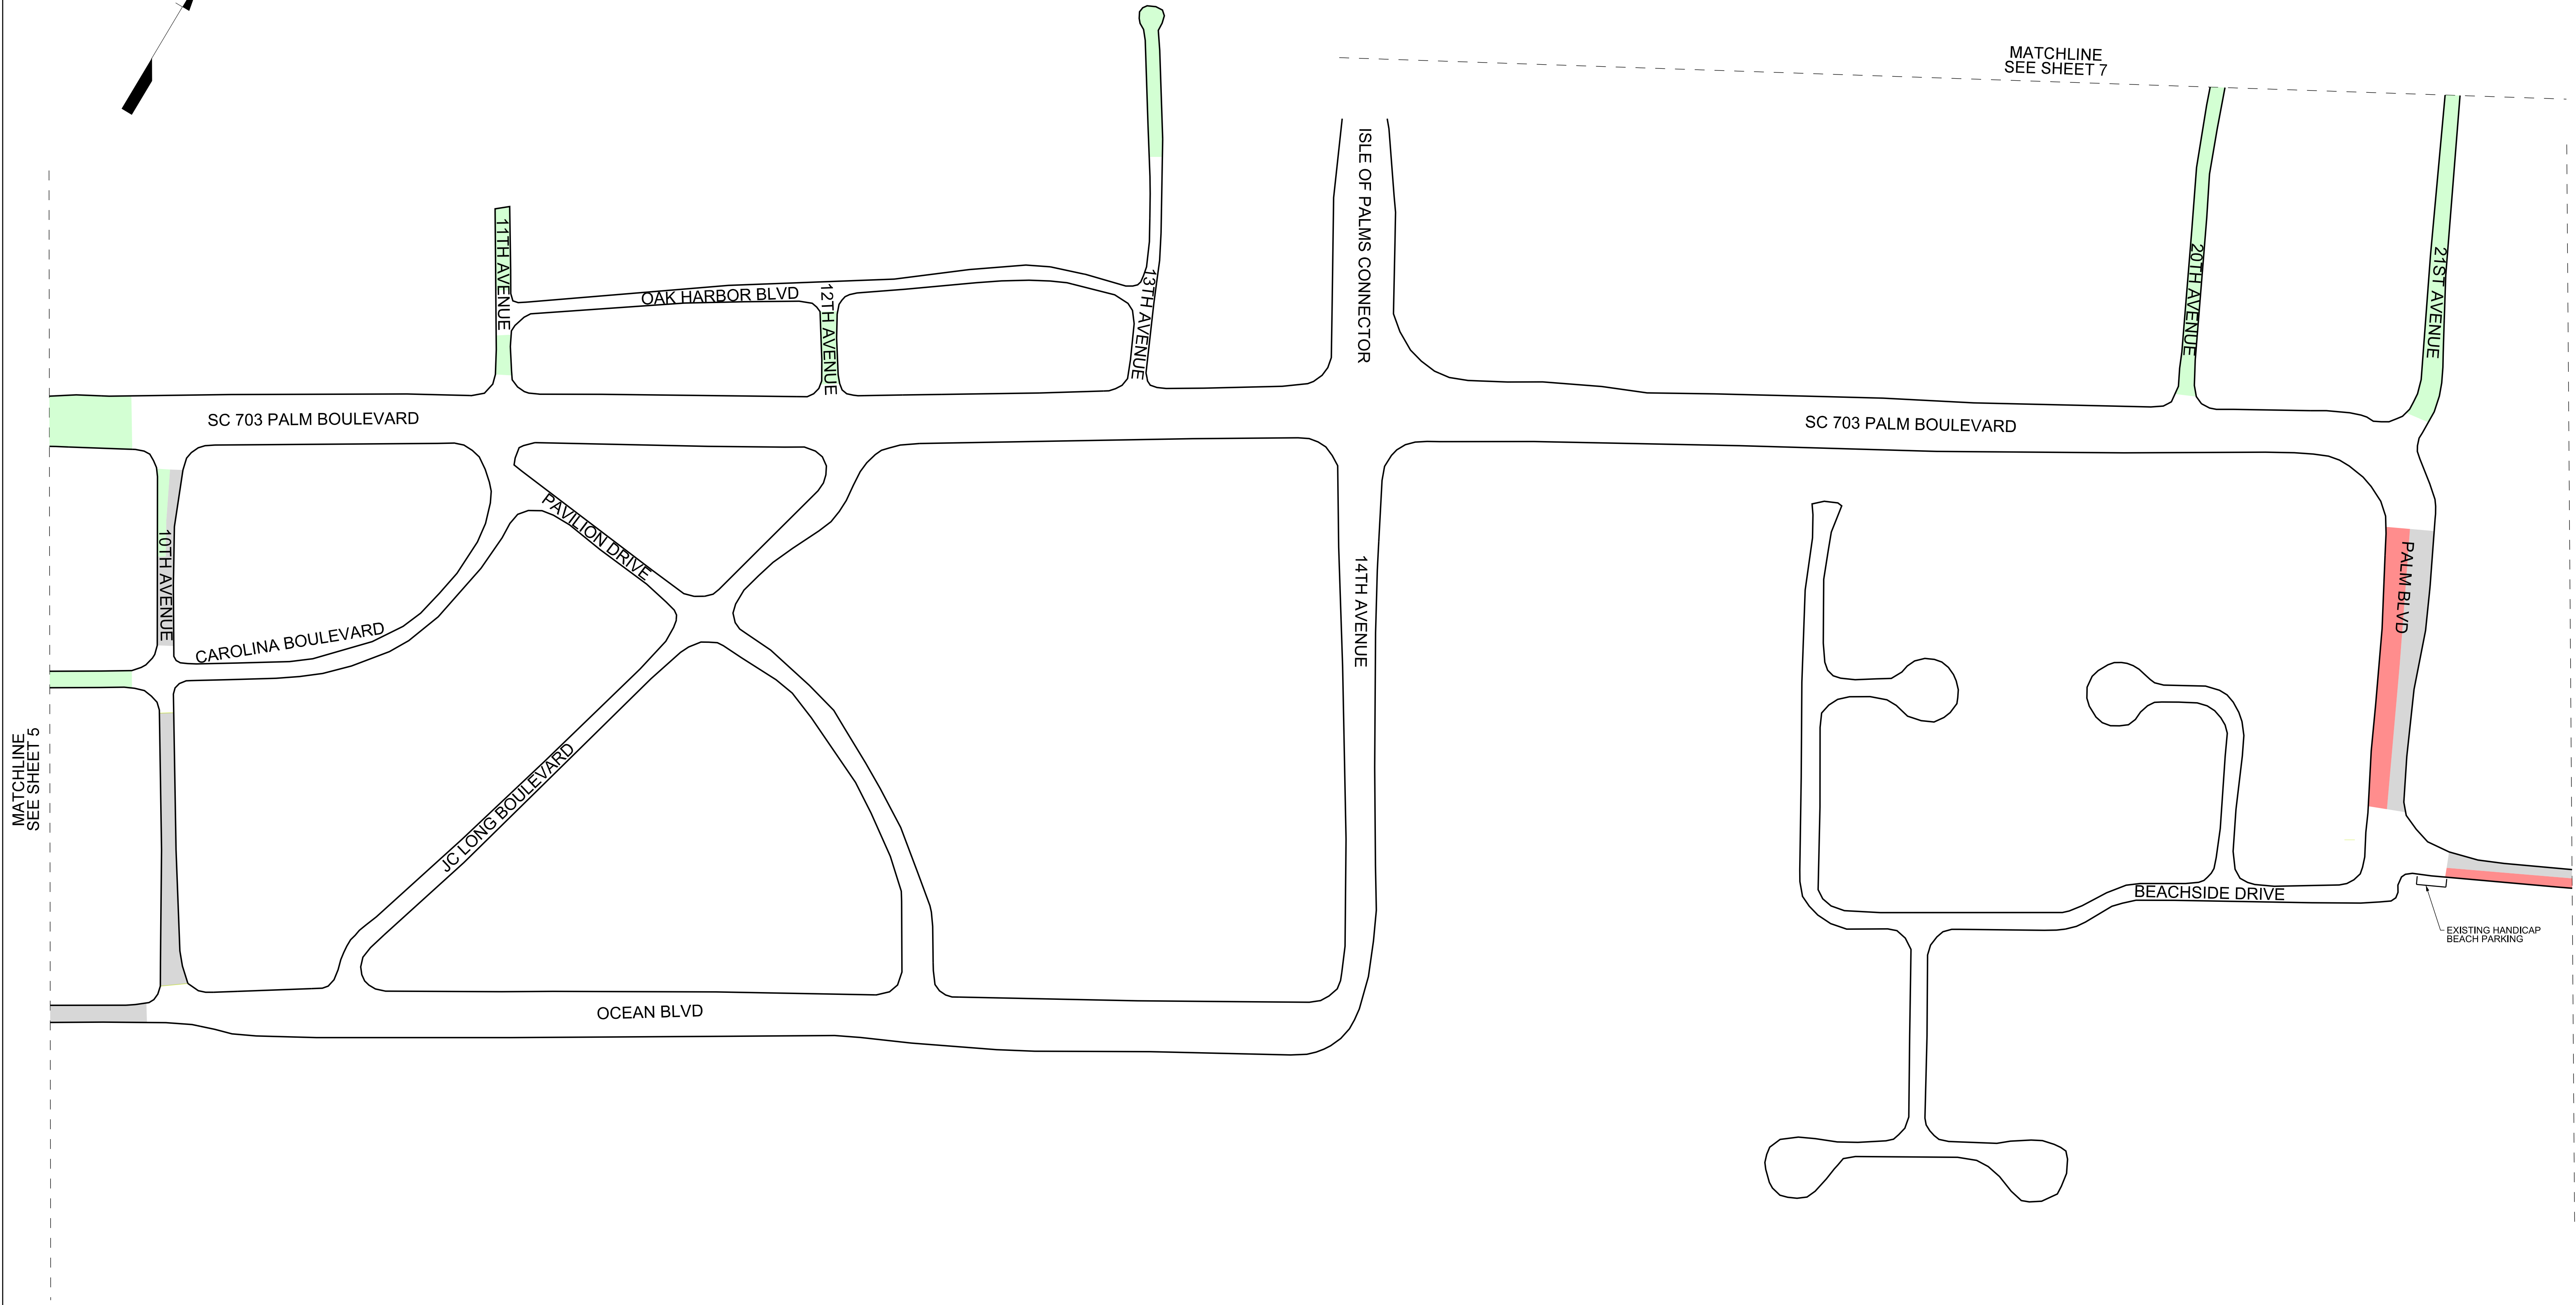 MATCHLINE
SEE SHEET 7
ISLE OF PALMS CONNECTOR
11TH AVENUE
OAK HARBOR BLVD
12TH AVENUE
13TH AVENUE
20TH AVENUE
21ST AVENUE
SC 703 PALM BOULEVARD
SC 703 PALM BOULEVARD
PAVILION DRIVE
10TH AVENUE
CAROLINA BOULEVARD
14TH AVENUE
PALM BLVD
MATCHLINE
SEE SHEET 5
JC LONG BOULEVARD
BEACHSIDE DRIVE
EXISTING HANDICAP
BEACH PARKING
OCEAN BLVD